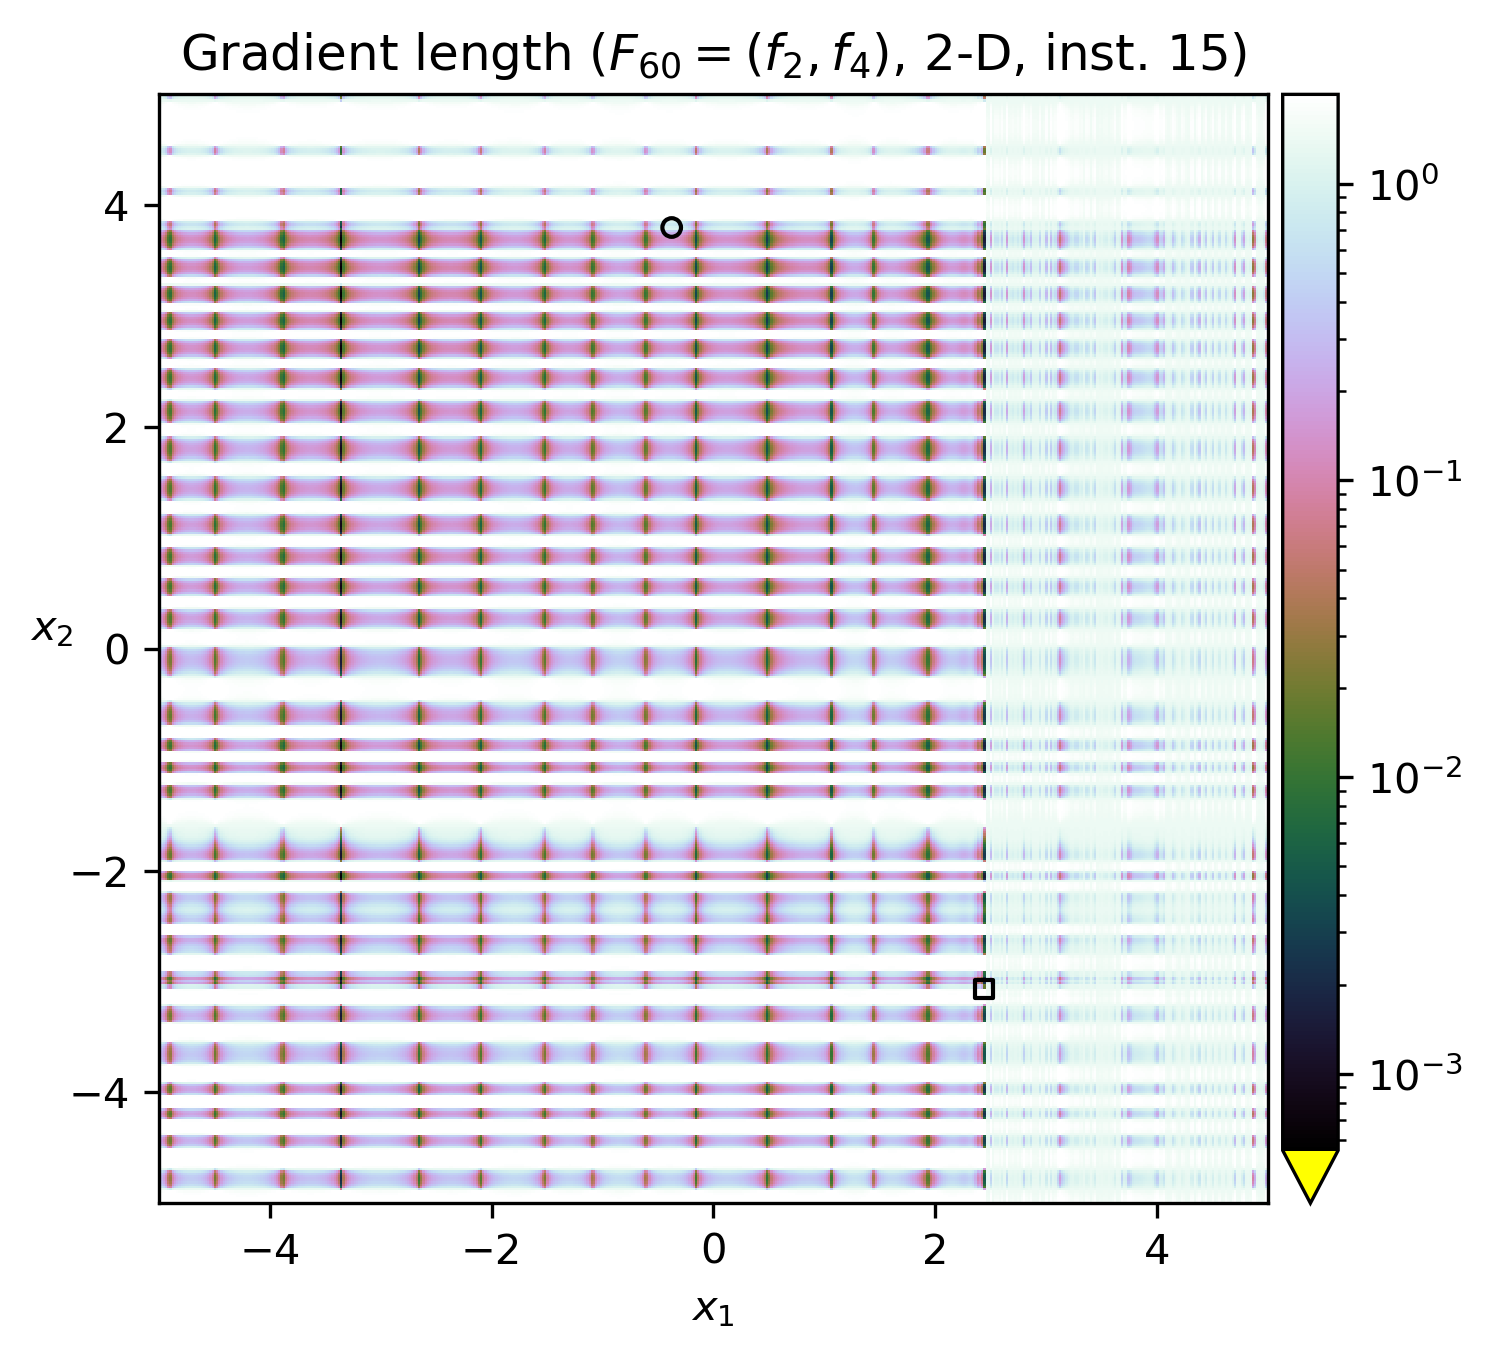 Gradient length (F₆₀ = (f₂, f₄), 2-D, inst. 15)
10⁰
4
2
10⁻¹
x₂
0
10⁻²
−2
10⁻³
−4
−4 −2 0 2 4
x₁